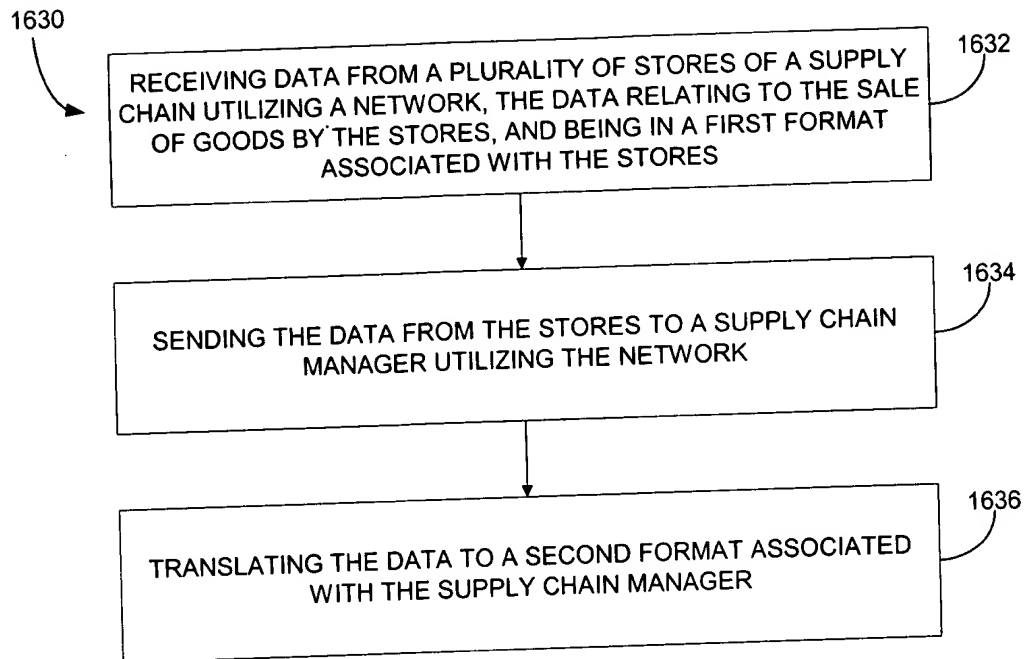 1630
1632
RECEIVING DATA FROM A PLURALITY OF STORES OF A SUPPLY
CHAIN UTILIZING A NETWORK, THE DATA RELATING TO THE SALE
OF GOODS BY THE STORES, AND BEING IN A FIRST FORMAT
ASSOCIATED WITH THE STORES
1634
SENDING THE DATA FROM THE STORES TO A SUPPLY CHAIN
MANAGER UTILIZING THE NETWORK
1636
TRANSLATING THE DATA TO A SECOND FORMAT ASSOCIATED
WITH THE SUPPLY CHAIN MANAGER